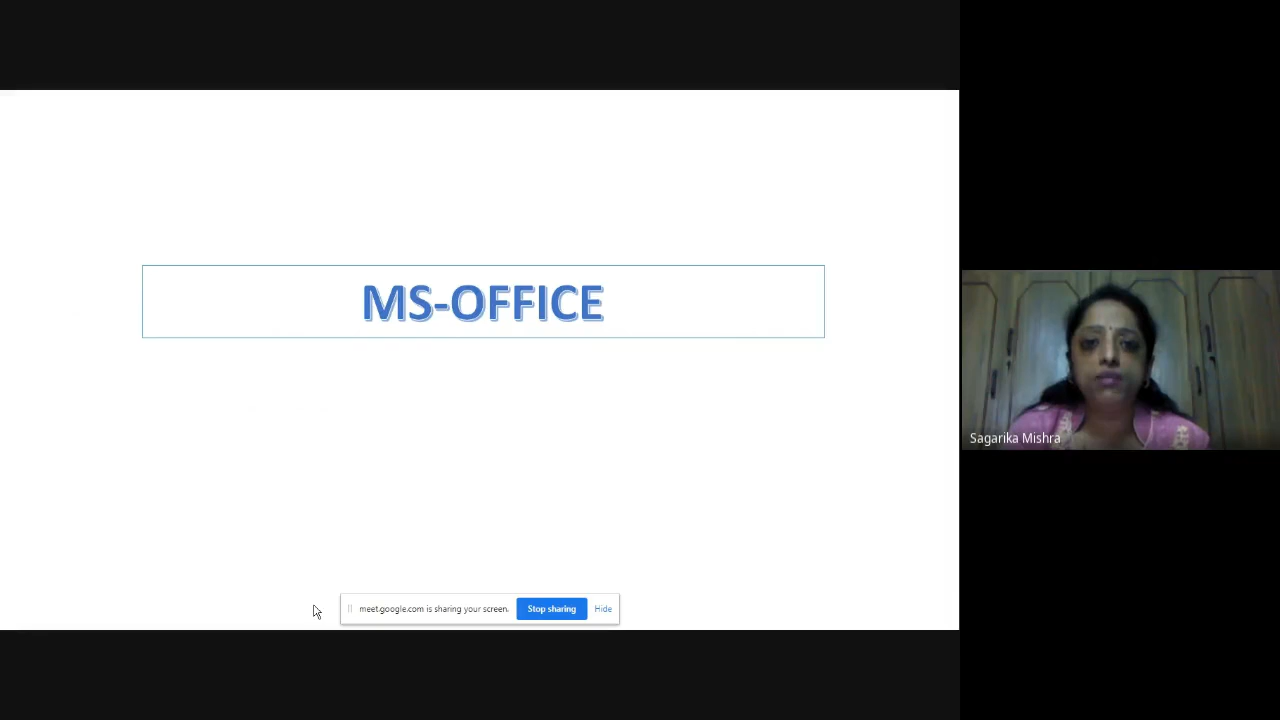 MS-OFFICE
Sagarika Mishra
meet.google.com is sharing your screen.
Stop sharing
Hide